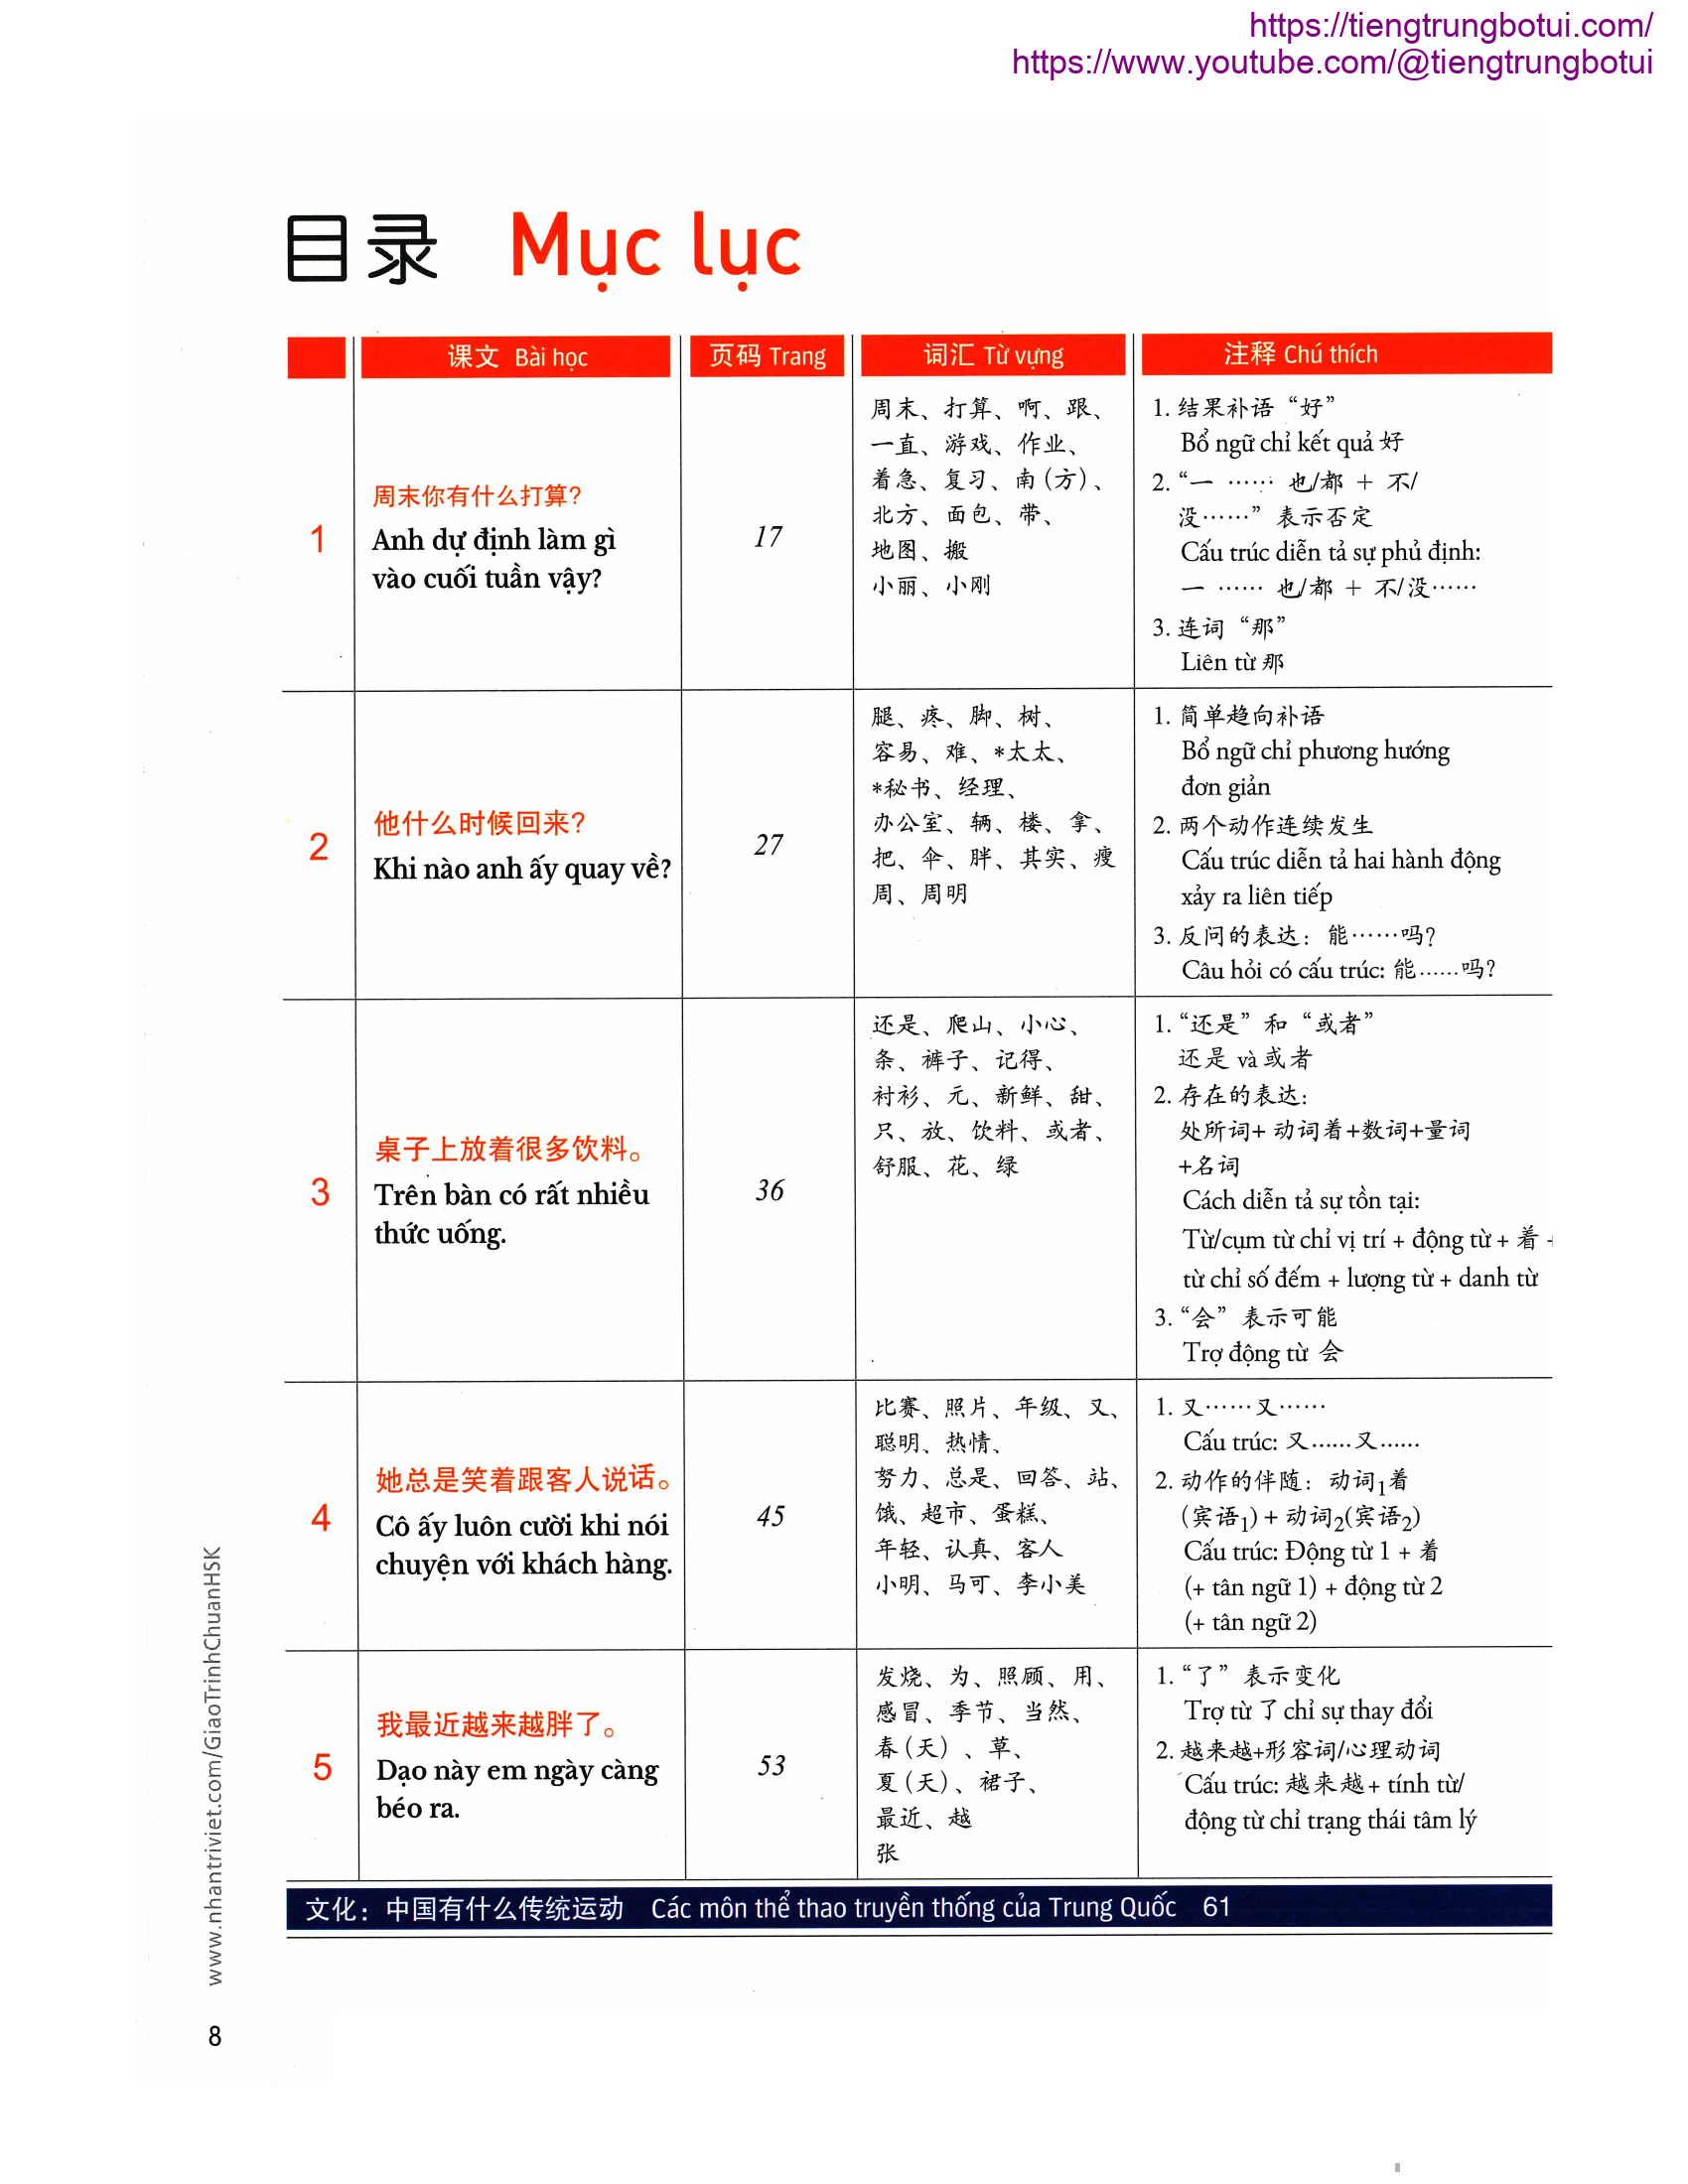 https://tiengtrungbotui.com/
https://www.youtube.com/@tiengtrungbotui
目录 Mục lục
课文 Bài học
页码 Trang
词汇 Từ vựng
注释 Chú thích
1
周末你有什么打算?
Anh dự định làm gì
vào cuối tuần vậy?
17
周末、打算、啊、跟、
一直、游戏、作业、
着急、复习、南(方)、
北方、面包、带、
地图、搬
小丽、小刚
1. 结果补语“好”
Bổ ngữ chỉ kết quả 好
2. “一 …… 也/都 + 不/
没……” 表示否定
Cấu trúc diễn tả sự phủ định:
一 …… 也/都 + 不/没……
3. 连词“那”
Liên từ 那
2
他什么时候回来?
Khi nào anh ấy quay về?
27
腿、疼、脚、树、
容易、难、*太太、
*秘书、经理、
办公室、辆、楼、拿、
把、伞、胖、其实、瘦
周、周明
1. 简单趋向补语
Bổ ngữ chỉ phương hướng
đơn giản
2. 两个动作连续发生
Cấu trúc diễn tả hai hành động
xảy ra liên tiếp
3. 反问的表达: 能……吗?
Câu hỏi có cấu trúc: 能……吗?
3
桌子上放着很多饮料。
Trên bàn có rất nhiều
thức uống.
36
还是、爬山、小心、
条、裤子、记得、
衬衫、元、新鲜、甜、
只、放、饮料、或者、
舒服、花、绿
1. “还是”和“或者”
还是 và 或者
2. 存在的表达:
处所词+ 动词着+数词+量词
+名词
Cách diễn tả sự tồn tại:
Từ/cụm từ chỉ vị trí + động từ + 着 +
từ chỉ số đếm + lượng từ + danh từ
3. “会” 表示可能
Trợ động từ 会
4
她总是笑着跟客人说话。
Cô ấy luôn cười khi nói
chuyện với khách hàng.
45
比赛、照片、年级、又、
聪明、热情、
努力、总是、回答、站、
饿、超市、蛋糕、
年轻、认真、客人
小明、马可、李小美
1. 又……又……
Cấu trúc: 又……又……
2. 动作的伴随: 动词1着
(宾语1) + 动词2(宾语2)
Cấu trúc: Động từ 1 + 着
(+ tân ngữ 1) + động từ 2
(+ tân ngữ 2)
5
我最近越来越胖了。
Dạo này em ngày càng
béo ra.
53
发烧、为、照顾、用、
感冒、季节、当然、
春(天)、草、
夏(天)、裙子、
最近、越
张
1. “了” 表示变化
Trợ từ 了 chỉ sự thay đổi
2. 越来越+形容词/心理动词
Cấu trúc: 越来越+ tính từ/
động từ chỉ trạng thái tâm lý
文化: 中国有什么传统运动 Các môn thể thao truyền thống của Trung Quốc 61
www.nhantriviet.com/GiaoTrinhChuanHSK
8